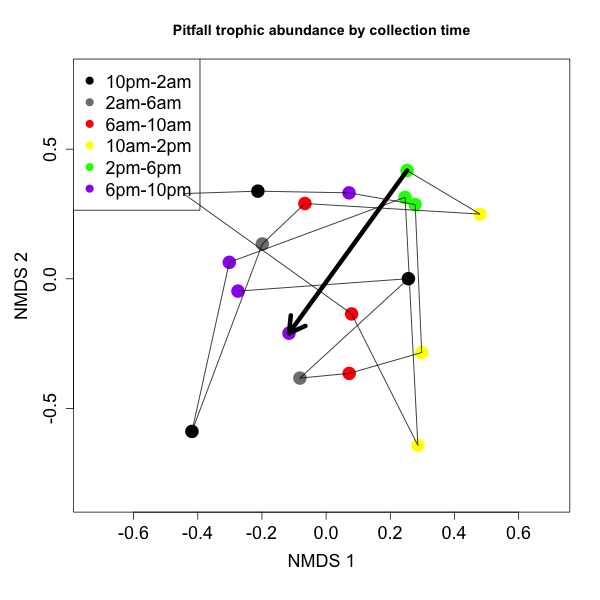 Pitfall trophic abundance by collection time
10pm-2am
2am-6am
6am-10am
10am-2pm
2pm-6pm
6pm-10pm
0.5
0.0
-0.5
NMDS 2
-0.6
-0.4
-0.2
0.0
0.2
0.4
0.6
NMDS 1